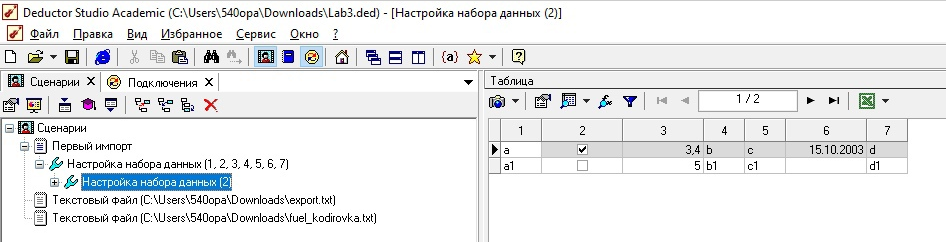 Deductor Studio Academic (C:\Users\540opa\Downloads\Lab3.ded) - [Настройка набора данных (2)]
Файл Правка Вид Избранное Сервис Окно ?
{a} ?
Сценарии X Подключения X
Таблица
1 / 2
Сценарии
Первый импорт
Настройка набора данных (1, 2, 3, 4, 5, 6, 7)
Настройка набора данных (2)
Текстовый файл (C:\Users\540opa\Downloads\export.txt)
Текстовый файл (C:\Users\540opa\Downloads\fuel_kodirovka.txt)
1 2 3 4 5 6 7
a 3,4 b c 15.10.2003 d
a1 5 b1 c1 d1